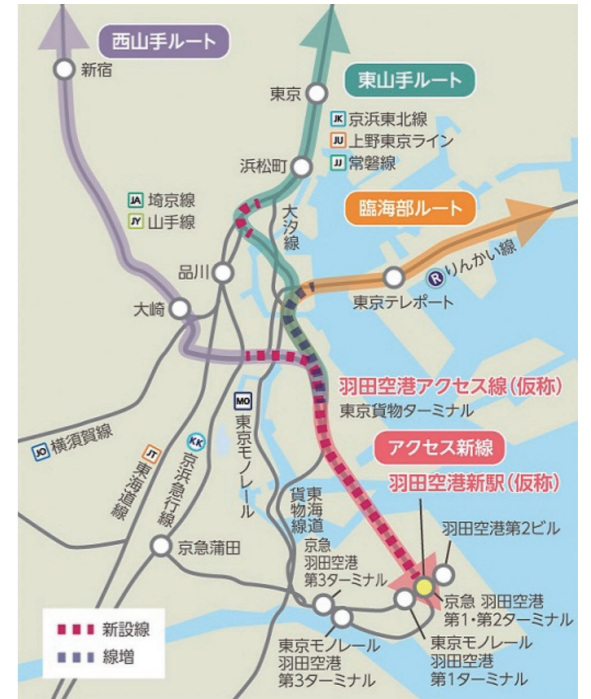 西山手ルート
新宿
東京
東山手ルート
JK 京浜東北線
JU 上野東京ライン
JJ 常磐線
浜松町
JA 埼京線
JY 山手線
大汐線
臨海部ルート
品川
R りんかい線
東京テレポート
大崎
羽田空港アクセス線(仮称)
東京貨物ターミナル
MO
東京モノレール
JO 横須賀線
JT
東海道線
KK
京浜急行線
アクセス新線
羽田空港新駅(仮称)
東海道
貨物線
羽田空港第2ビル
京急蒲田
京急
羽田空港
第3ターミナル
京急 羽田空港
第1・第2ターミナル
東京モノレール
羽田空港
第3ターミナル
東京モノレール
羽田空港
第1ターミナル
新設線
線増